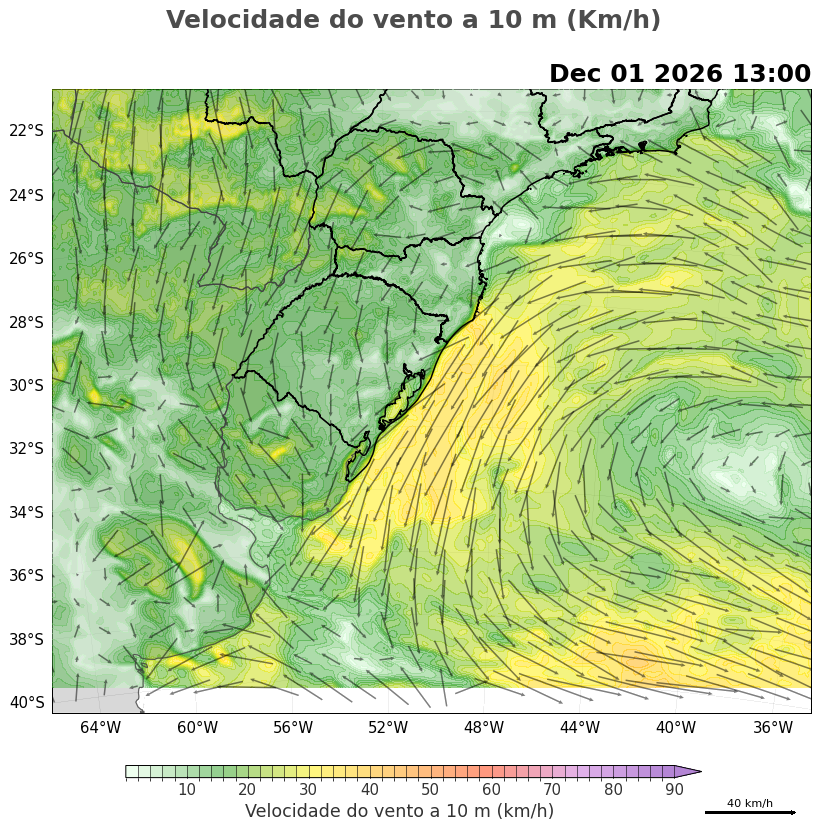 Velocidade do vento a 10 m (Km/h)
Dec 01 2026 13:00
22°S
24°S
26°S
28°S
30°S
32°S
34°S
36°S
38°S
40°S
64°W 60°W 56°W 52°W 48°W 44°W 40°W 36°W
10 20 30 40 50 60 70 80 90
Velocidade do vento a 10 m (km/h)
40 km/h